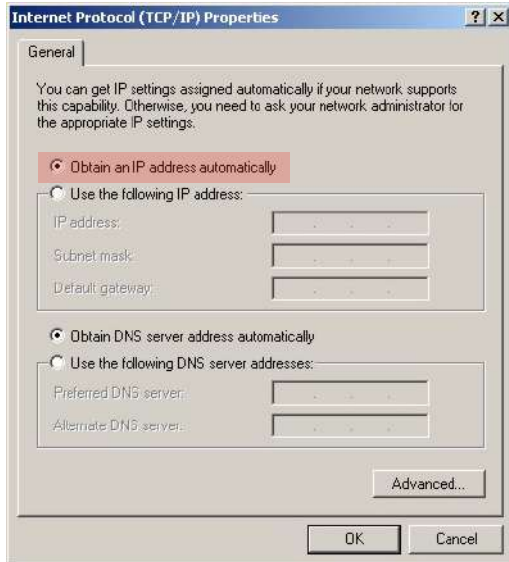 Internet Protocol (TCP/IP) Properties
General
You can get IP settings assigned automatically if your network supports
this capability. Otherwise, you need to ask your network administrator for
the appropriate IP settings.
Obtain an IP address automatically
Use the following IP address:
IP address:
Subnet mask:
Default gateway:
Obtain DNS server address automatically
Use the following DNS server addresses:
Preferred DNS server:
Alternate DNS server:
Advanced...
OK
Cancel